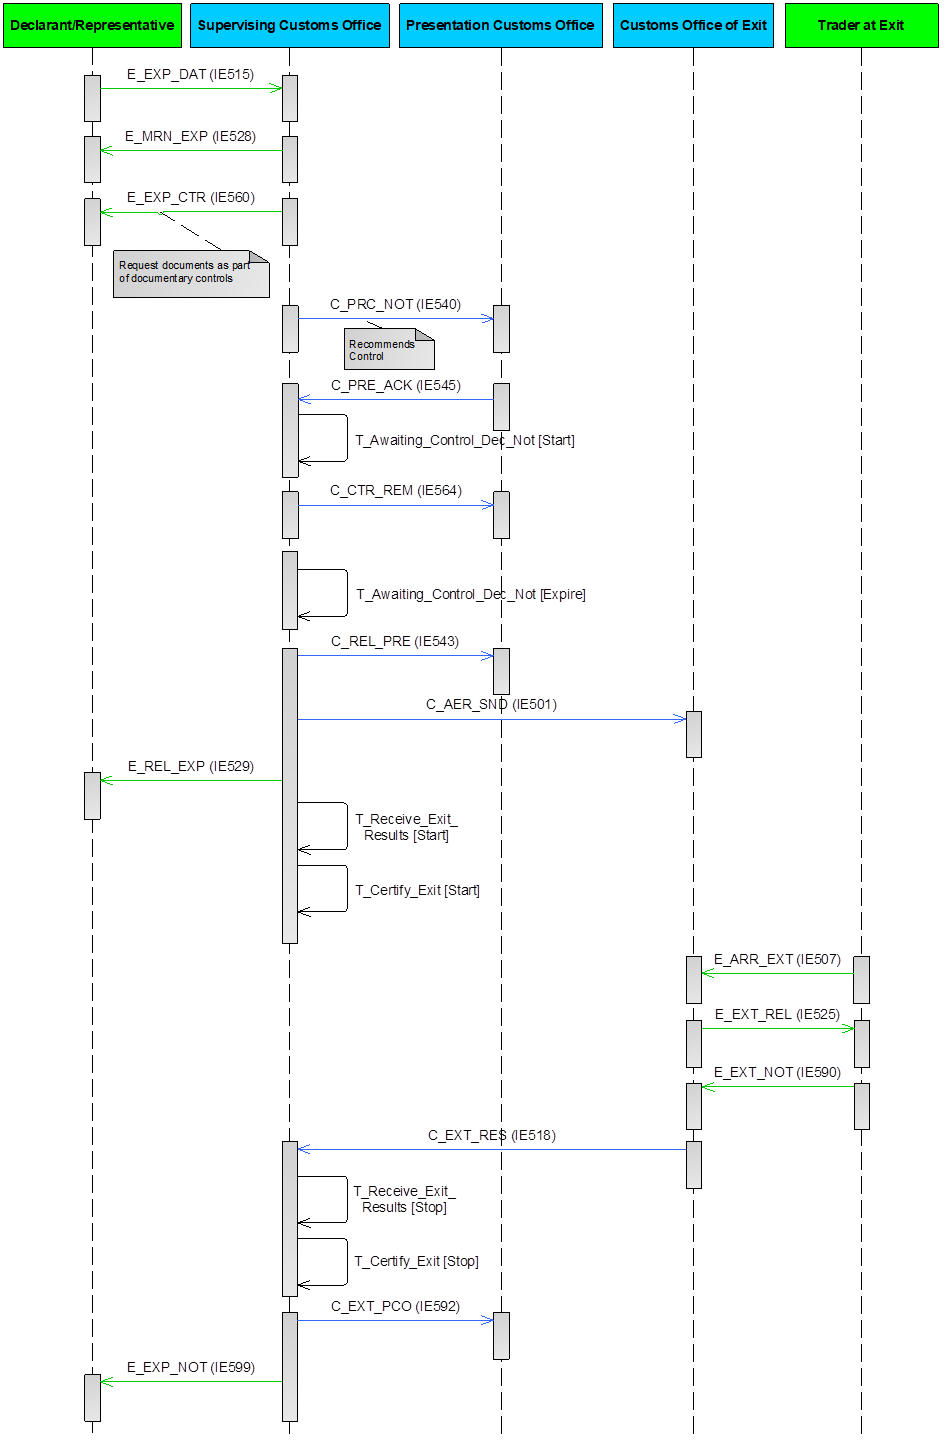 Declarant/Representative
Supervising Customs Office
Presentation Customs Office
Customs Office of Exit
Trader at Exit
E_EXP_DAT (IE515)
E_MRN_EXP (IE528)
E_EXP_CTR (IE560)
Request documents as part
of documentary controls
C_PRC_NOT (IE540)
Recommends
Control
C_PRE_ACK (IE545)
T_Awaiting_Control_Dec_Not [Start]
C_CTR_REM (IE564)
T_Awaiting_Control_Dec_Not [Expire]
C_REL_PRE (IE543)
C_AER_SND (IE501)
E_REL_EXP (IE529)
T_Receive_Exit_
Results [Start]
T_Certify_Exit [Start]
E_ARR_EXT (IE507)
E_EXT_REL (IE525)
E_EXT_NOT (IE590)
C_EXT_RES (IE518)
T_Receive_Exit_
Results [Stop]
T_Certify_Exit [Stop]
C_EXT_PCO (IE592)
E_EXP_NOT (IE599)